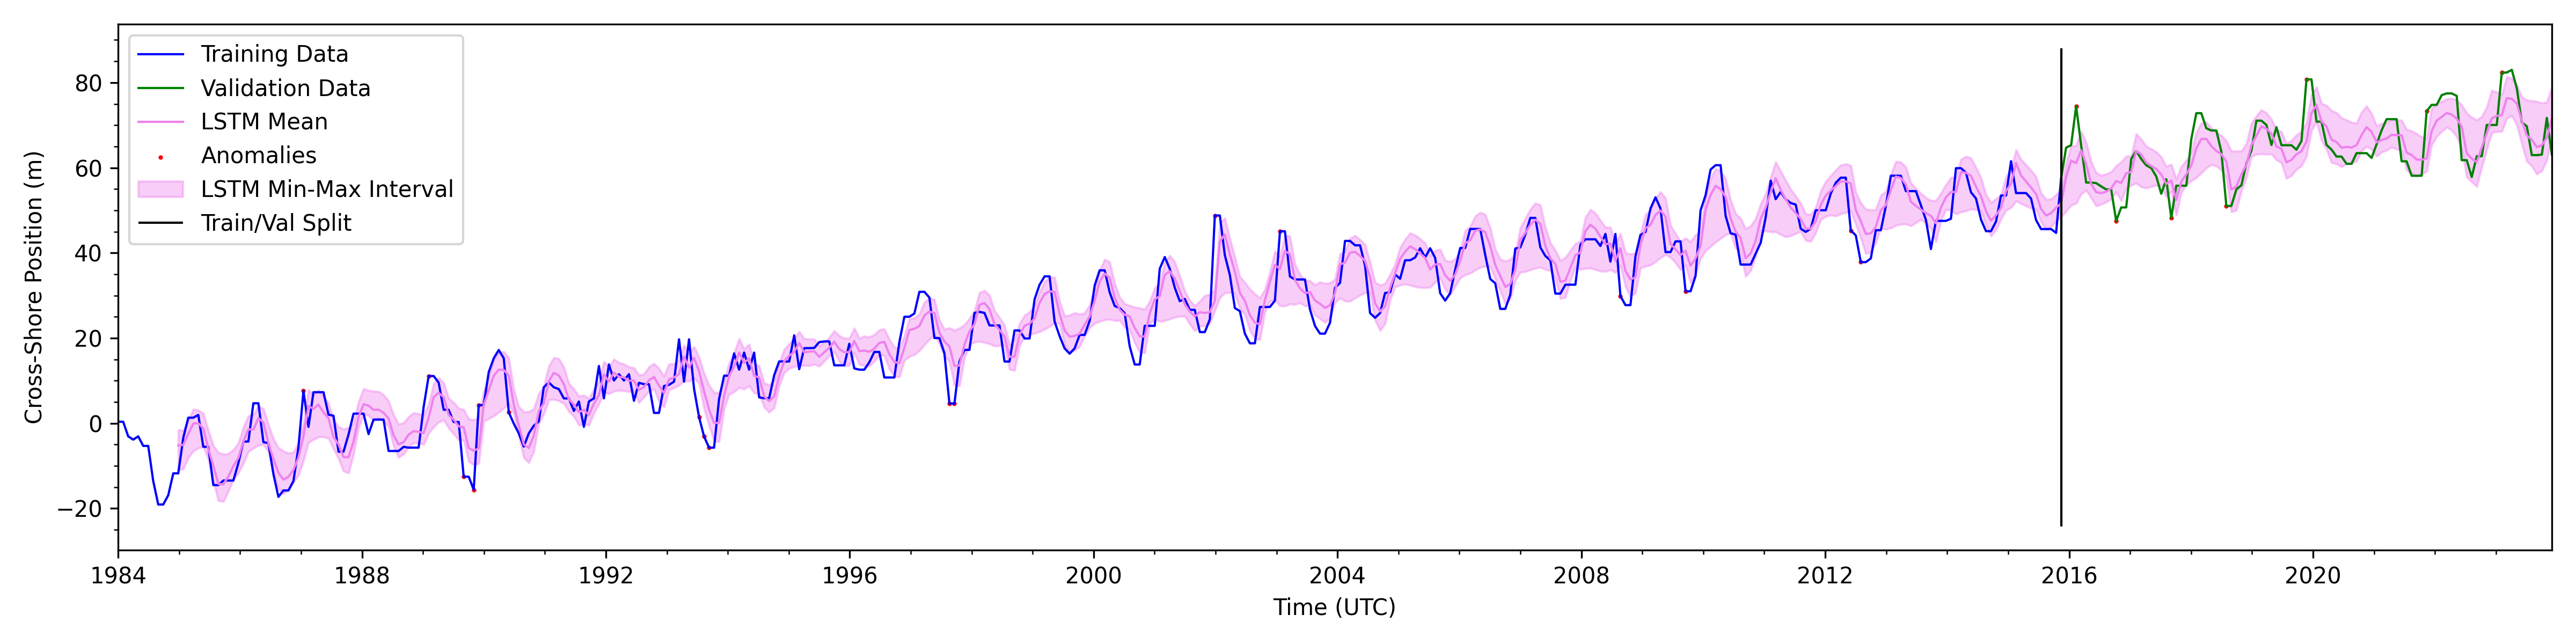 Training Data
Validation Data
LSTM Mean
Anomalies
LSTM Min-Max Interval
Train/Val Split
Cross-Shore Position (m)
80
60
40
20
0
−20
1984 1988 1992 1996 2000 2004 2008 2012 2016 2020
Time (UTC)